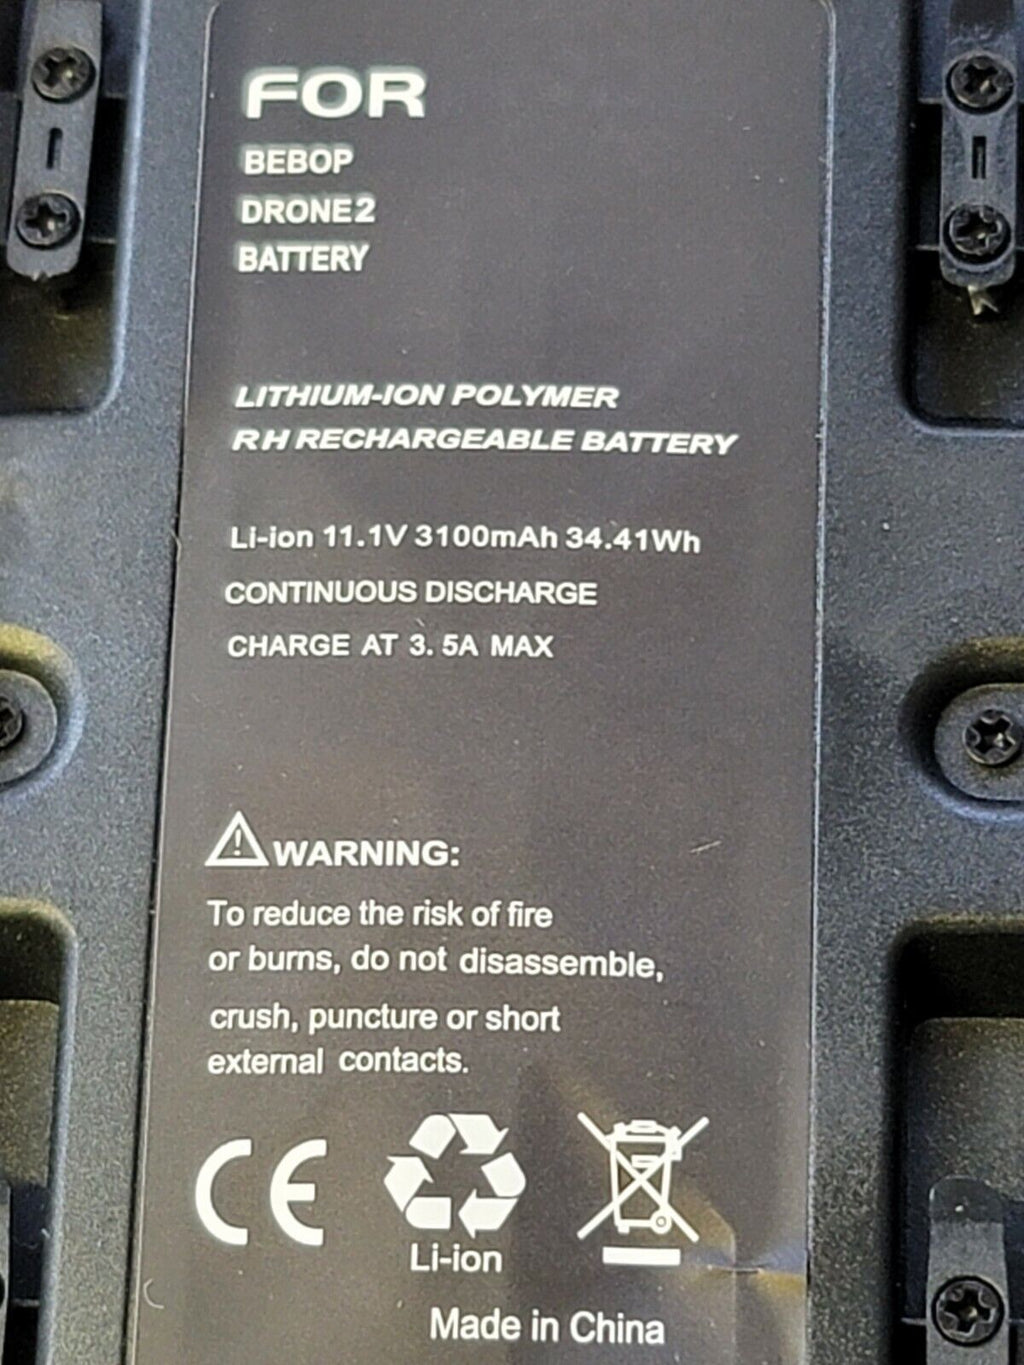 FOR
BEBOP
DRONE2
BATTERY
LITHIUM-ION POLYMER
RH RECHARGEABLE BATTERY
Li-ion 11.1V 3100mAh 34.41Wh
CONTINUOUS DISCHARGE
CHARGE AT 3. 5A MAX
WARNING:
To reduce the risk of fire
or burns, do not disassemble,
crush, puncture or short
external contacts.
CE
Li-ion
Made in China